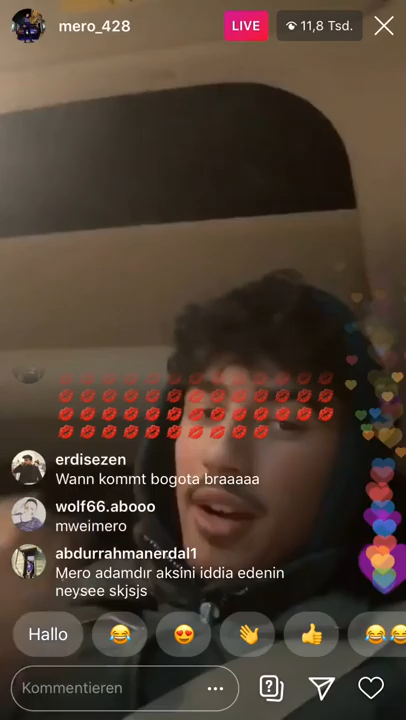 mero_428 LIVE 11,8 Tsd.
erdisezen
Wann kommt bogota braaaaa
wolf66.abooo
mweimero
abdurrahmanerdal1
Mero adamdır aksini iddia edenin
neysee skjsjs
Hallo
Kommentieren